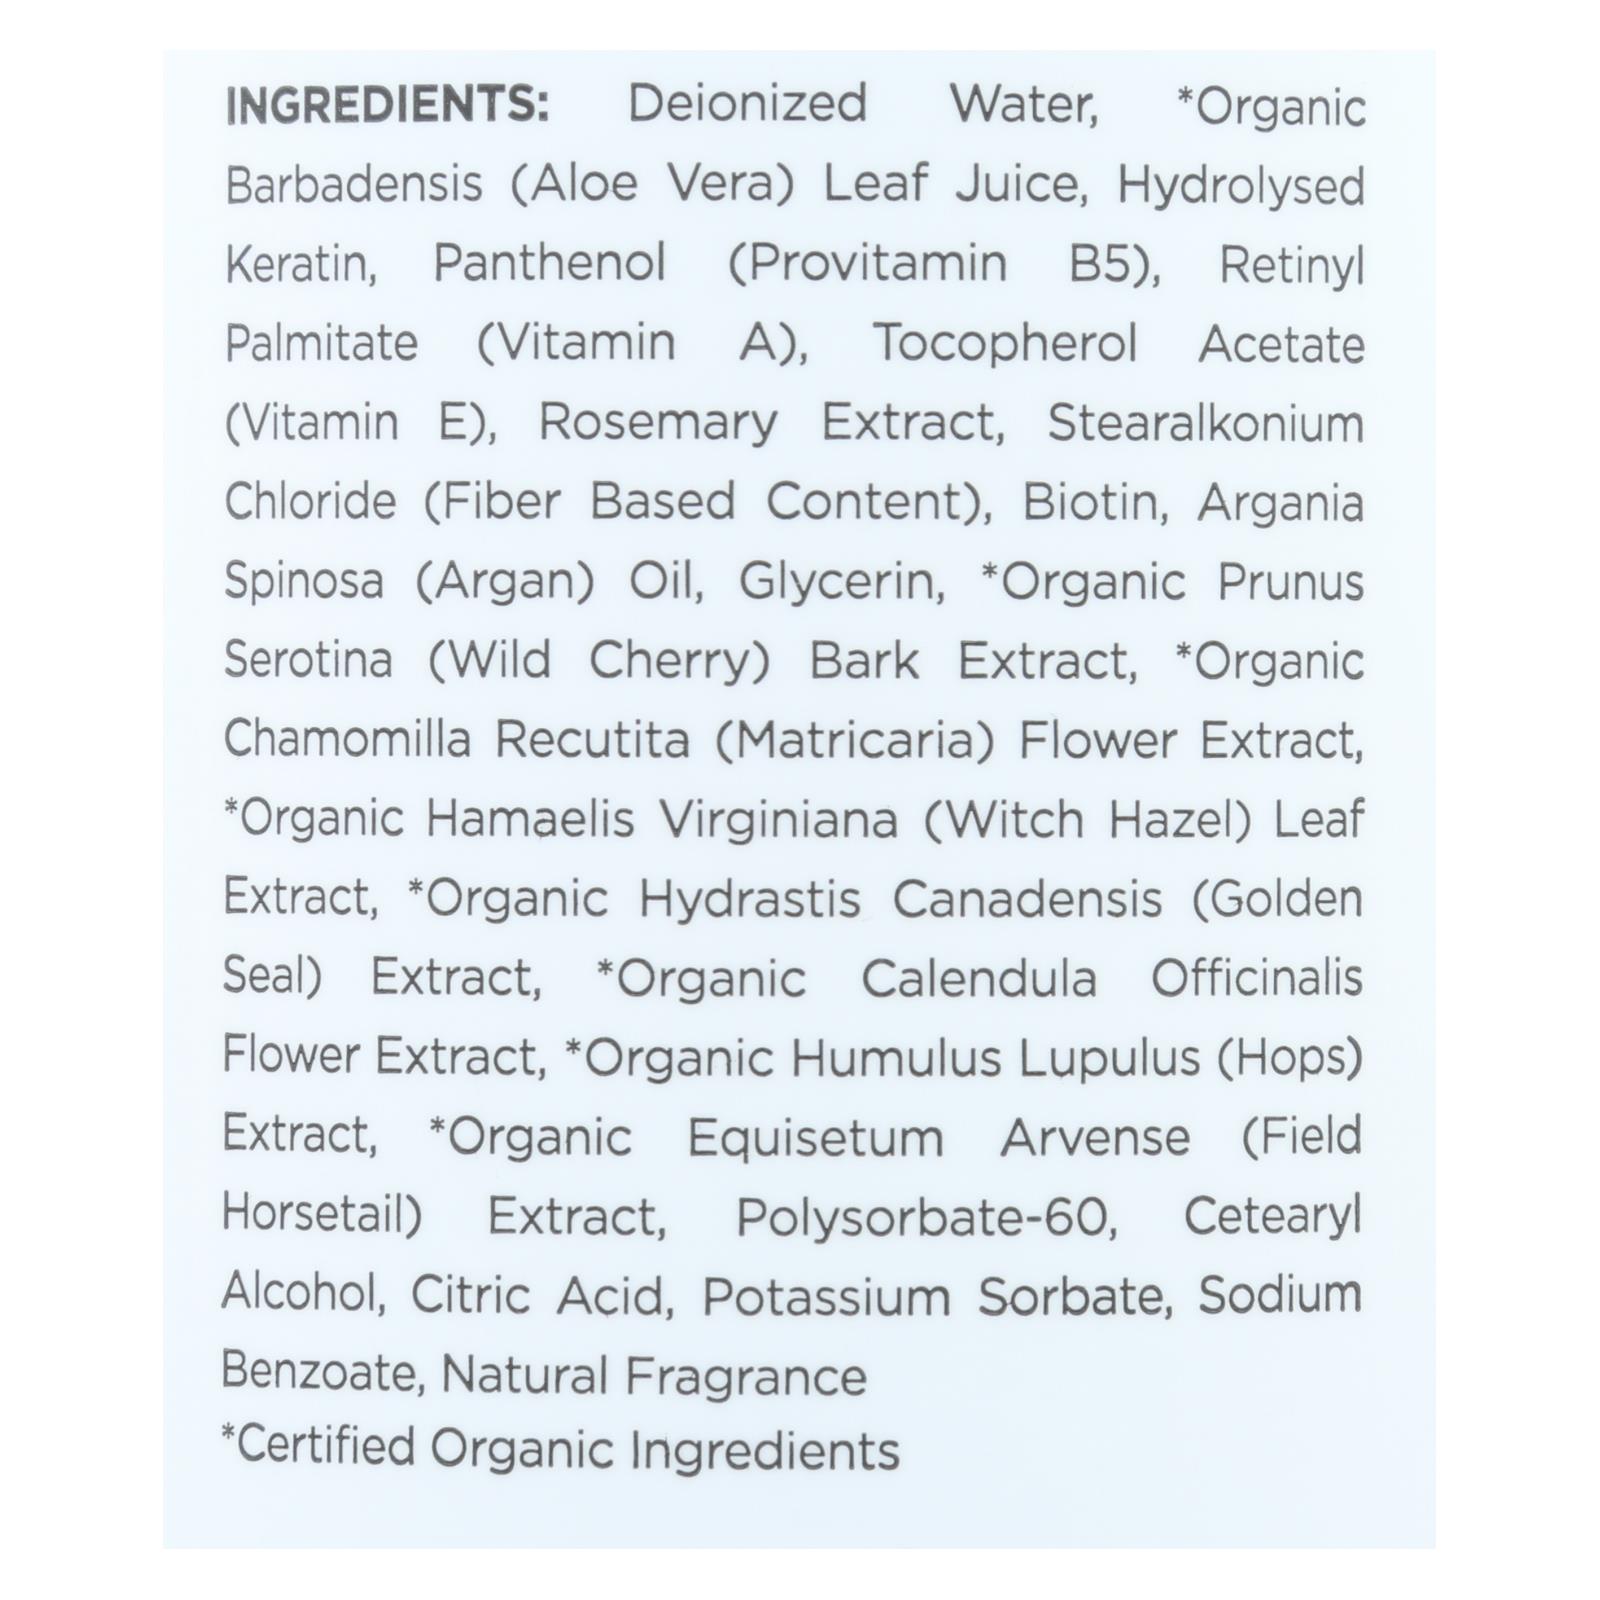 INGREDIENTS: Deionized Water, *Organic
Barbadensis (Aloe Vera) Leaf Juice, Hydrolysed
Keratin, Panthenol (Provitamin B5), Retinyl
Palmitate (Vitamin A), Tocopherol Acetate
(Vitamin E), Rosemary Extract, Stearalkonium
Chloride (Fiber Based Content), Biotin, Argania
Spinosa (Argan) Oil, Glycerin, *Organic Prunus
Serotina (Wild Cherry) Bark Extract, *Organic
Chamomilla Recutita (Matricaria) Flower Extract,
*Organic Hamaelis Virginiana (Witch Hazel) Leaf
Extract, *Organic Hydrastis Canadensis (Golden
Seal) Extract, *Organic Calendula Officinalis
Flower Extract, *Organic Humulus Lupulus (Hops)
Extract, *Organic Equisetum Arvense (Field
Horsetail) Extract, Polysorbate-60, Cetearyl
Alcohol, Citric Acid, Potassium Sorbate, Sodium
Benzoate, Natural Fragrance
*Certified Organic Ingredients